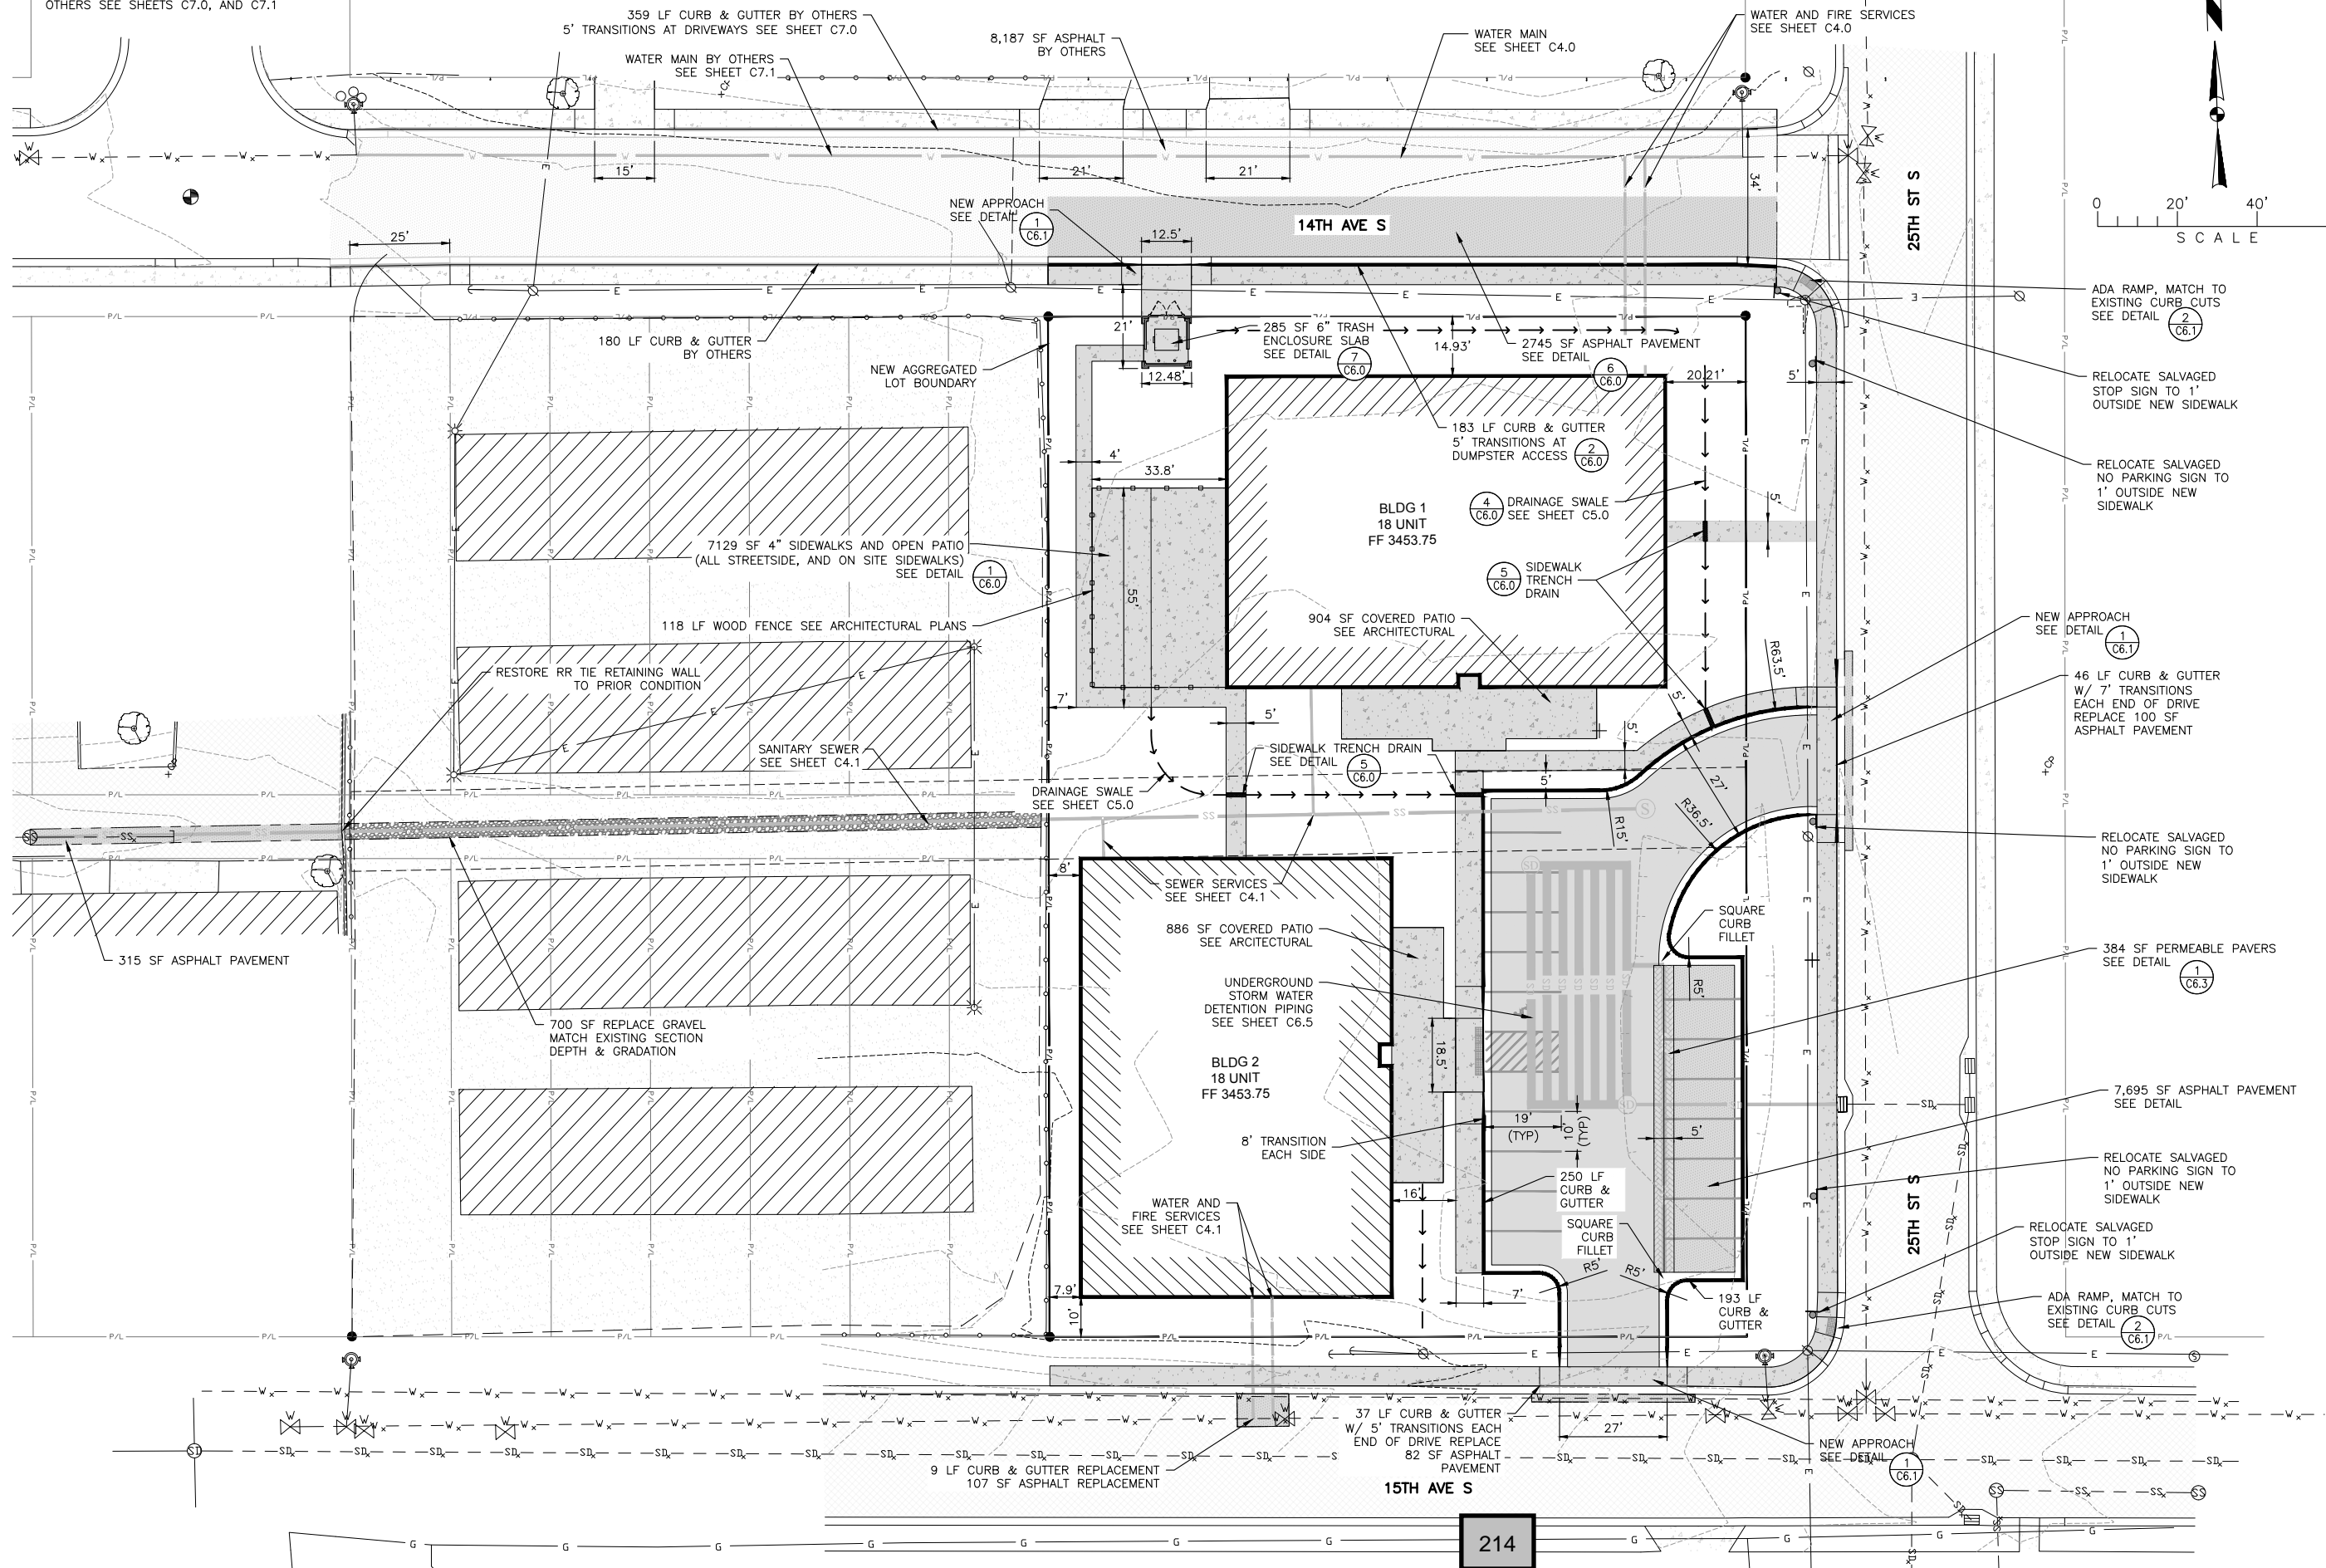 OTHERS SEE SHEETS C7.0, AND C7.1
359 LF CURB & GUTTER BY OTHERS
5' TRANSITIONS AT DRIVEWAYS SEE SHEET C7.0
WATER MAIN BY OTHERS
SEE SHEET C7.1
8,187 SF ASPHALT
BY OTHERS
WATER MAIN
SEE SHEET C4.0
WATER AND FIRE SERVICES
SEE SHEET C4.0
N
0 20' 40'
SCALE
25TH ST S
15'
21'
21'
34'
25'
NEW APPROACH
SEE DETAIL
1
C6.1
12.5'
14TH AVE S
180 LF CURB & GUTTER
BY OTHERS
NEW AGGREGATED
LOT BOUNDARY
21'
12.48'
285 SF 6" TRASH
ENCLOSURE SLAB
SEE DETAIL
7
C6.0
14.93'
2745 SF ASPHALT PAVEMENT
SEE DETAIL
6
C6.0
20.21'
5'
ADA RAMP, MATCH TO
EXISTING CURB CUTS
SEE DETAIL
2
C6.1
RELOCATE SALVAGED
STOP SIGN TO 1'
OUTSIDE NEW SIDEWALK
RELOCATE SALVAGED
NO PARKING SIGN TO
1' OUTSIDE NEW
SIDEWALK
183 LF CURB & GUTTER
5' TRANSITIONS AT
DUMPSTER ACCESS
2
C6.0
4'
33.8'
55'
BLDG 1
18 UNIT
FF 3453.75
4
C6.0
DRAINAGE SWALE
SEE SHEET C5.0
5'
7129 SF 4" SIDEWALKS AND OPEN PATIO
(ALL STREETSIDE, AND ON SITE SIDEWALKS)
SEE DETAIL
1
C6.0
5
C6.0
SIDEWALK
TRENCH
DRAIN
118 LF WOOD FENCE SEE ARCHITECTURAL PLANS
904 SF COVERED PATIO
SEE ARCHITECTURAL
R63.5'
NEW APPROACH
SEE DETAIL
1
C6.1
46 LF CURB & GUTTER
W/ 7' TRANSITIONS
EACH END OF DRIVE
REPLACE 100 SF
ASPHALT PAVEMENT
RESTORE RR TIE RETAINING WALL
TO PRIOR CONDITION
7'
5'
5'
5'
5'
27'
SANITARY SEWER
SEE SHEET C4.1
SIDEWALK TRENCH DRAIN
SEE DETAIL
5
C6.0
DRAINAGE SWALE
SEE SHEET C5.0
R15'
R36.5'
RELOCATE SALVAGED
NO PARKING SIGN TO
1' OUTSIDE NEW
SIDEWALK
8'
SEWER SERVICES
SEE SHEET C4.1
SQUARE
CURB
FILLET
315 SF ASPHALT PAVEMENT
886 SF COVERED PATIO
SEE ARCITECTURAL
384 SF PERMEABLE PAVERS
SEE DETAIL
1
C6.3
R5'
UNDERGROUND
STORM WATER
DETENTION PIPING
SEE SHEET C6.5
700 SF REPLACE GRAVEL
MATCH EXISTING SECTION
DEPTH & GRADATION
18.5'
BLDG 2
18 UNIT
FF 3453.75
7,695 SF ASPHALT PAVEMENT
SEE DETAIL
19'
(TYP)
10'
(TYP)
5'
8' TRANSITION
EACH SIDE
250 LF
CURB &
GUTTER
RELOCATE SALVAGED
NO PARKING SIGN TO
1' OUTSIDE NEW
SIDEWALK
16'
WATER AND
FIRE SERVICES
SEE SHEET C4.1
SQUARE
CURB
FILLET
25TH ST S
RELOCATE SALVAGED
STOP SIGN TO 1'
OUTSIDE NEW SIDEWALK
R5'
R5'
7.9'
10'
7'
193 LF
CURB &
GUTTER
ADA RAMP, MATCH TO
EXISTING CURB CUTS
SEE DETAIL
2
C6.1
37 LF CURB & GUTTER
W/ 5' TRANSITIONS EACH
END OF DRIVE REPLACE
82 SF ASPHALT
PAVEMENT
27'
NEW APPROACH
SEE DETAIL
1
C6.1
9 LF CURB & GUTTER REPLACEMENT
107 SF ASPHALT REPLACEMENT
15TH AVE S
214